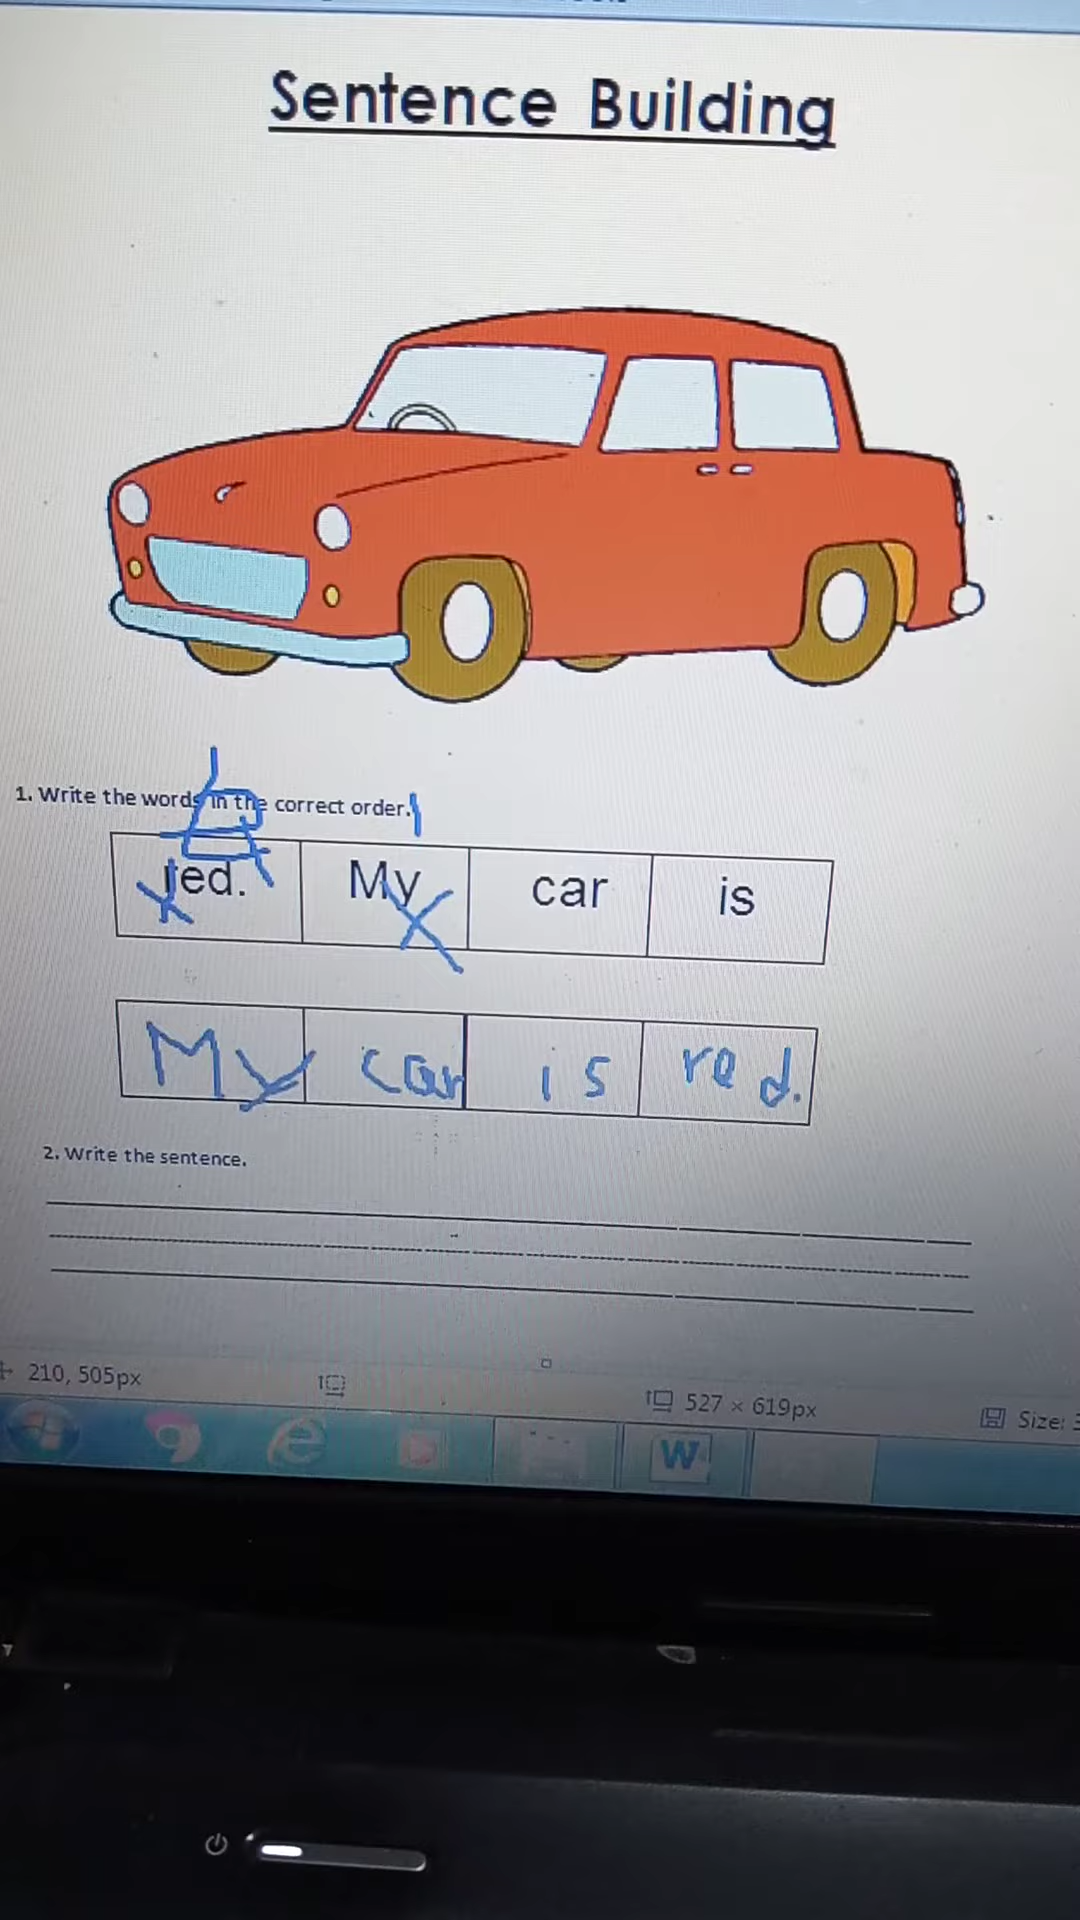 Sentence Building
1. Write the words in the correct order.
red. My car is
My car is red.
2. Write the sentence.
210, 505px 527 × 619px Size:
W